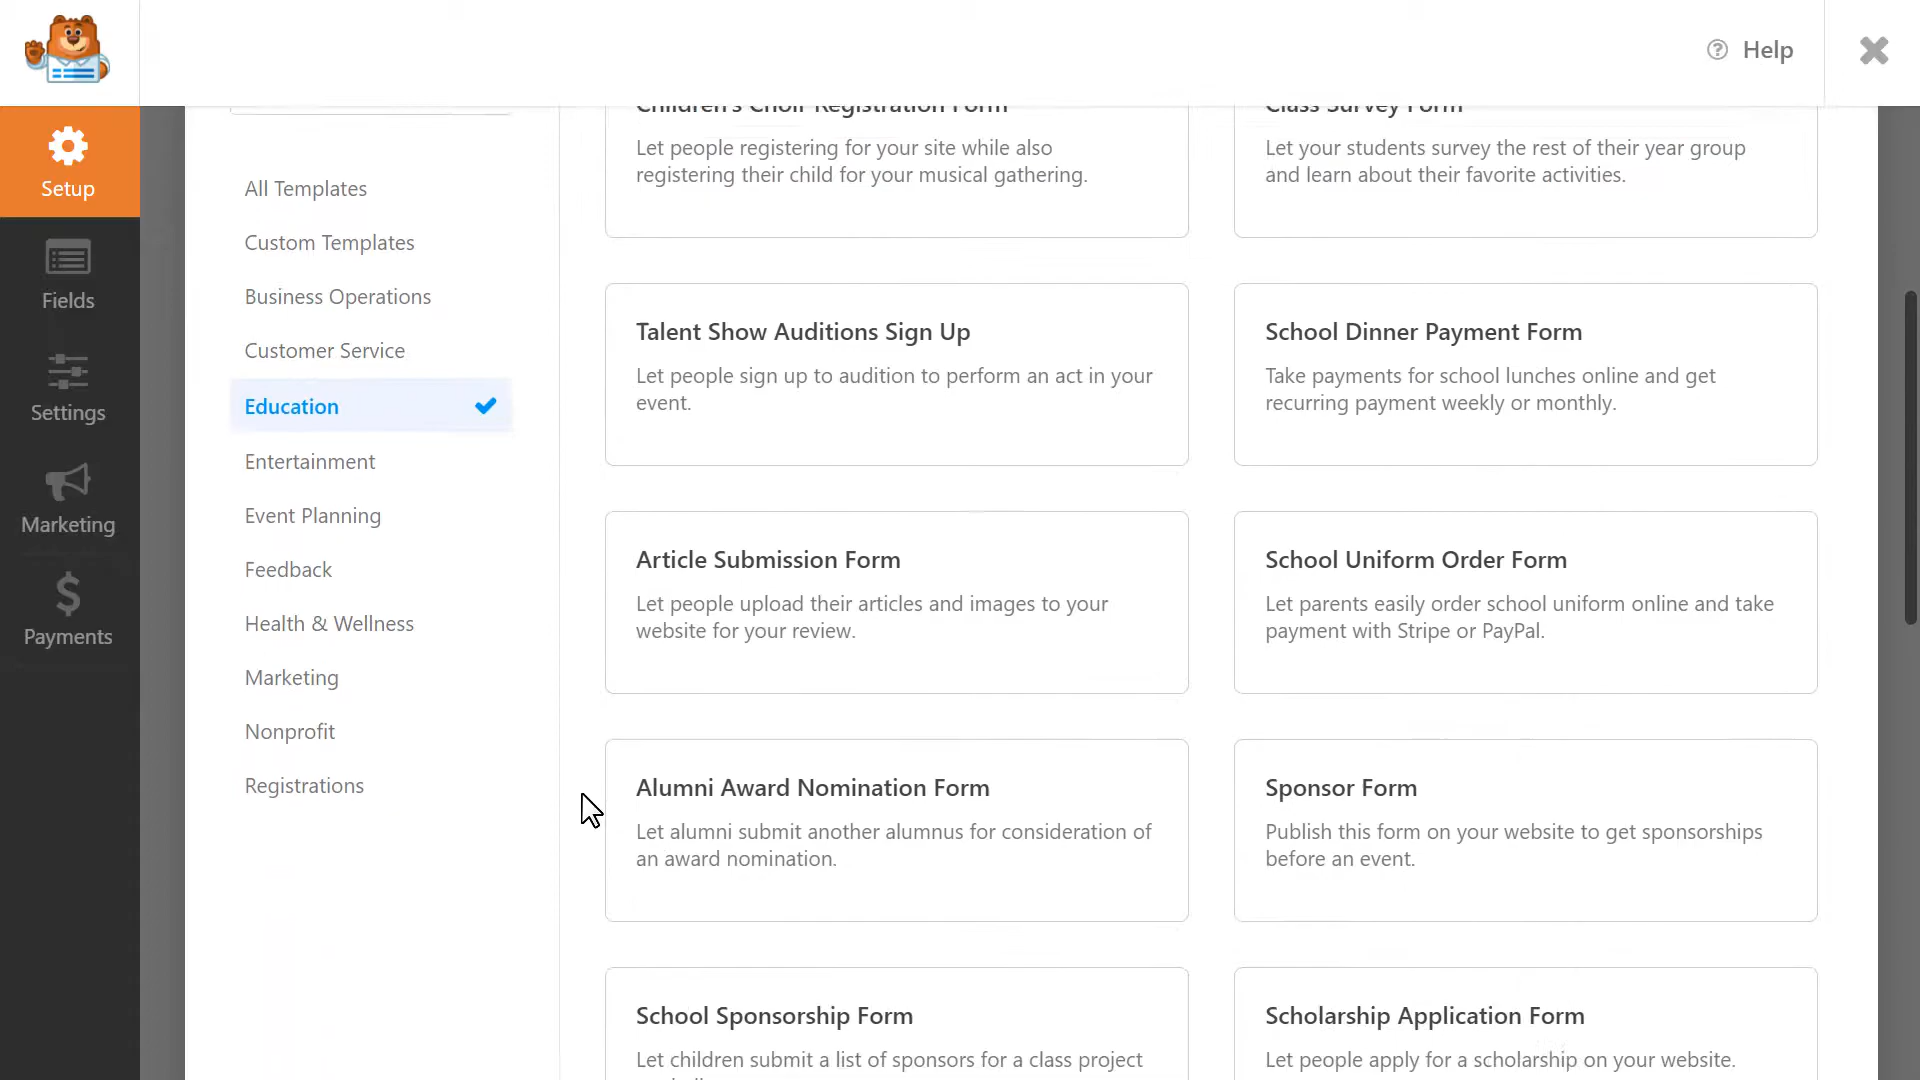 Help
Setup
Fields
Settings
Marketing
Payments
All Templates
Custom Templates
Business Operations
Customer Service
Education
Entertainment
Event Planning
Feedback
Health & Wellness
Marketing
Nonprofit
Registrations
Children's Choir Registration Form
Let people registering for your site while also
registering their child for your musical gathering.
Class Survey Form
Let your students survey the rest of their year group
and learn about their favorite activities.
Talent Show Auditions Sign Up
Let people sign up to audition to perform an act in your
event.
School Dinner Payment Form
Take payments for school lunches online and get
recurring payment weekly or monthly.
Article Submission Form
Let people upload their articles and images to your
website for your review.
School Uniform Order Form
Let parents easily order school uniform online and take
payment with Stripe or PayPal.
Alumni Award Nomination Form
Let alumni submit another alumnus for consideration of
an award nomination.
Sponsor Form
Publish this form on your website to get sponsorships
before an event.
School Sponsorship Form
Let children submit a list of sponsors for a class project
Scholarship Application Form
Let people apply for a scholarship on your website.